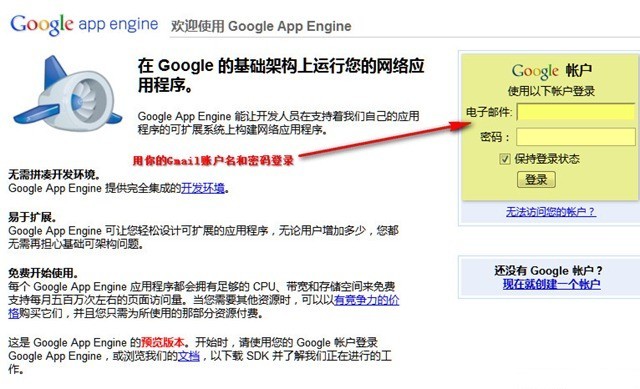 Google app engine 欢迎使用 Google App Engine
在 Google 的基础架构上运行您的网络应
用程序。
Google App Engine 能让开发人员在支持着我们自己的应用
程序的可扩展系统上构建网络应用程序。
用你的Gmail账户名和密码登录
无需拼凑开发环境。
Google App Engine 提供完全集成的开发环境。
易于扩展。
Google App Engine 可让您轻松设计可扩展的应用程序，无论用户增加多少，您都
无需再担心基础可架构问题。
免费开始使用。
每个 Google App Engine 应用程序都会拥有足够的 CPU、带宽和存储空间来免费
支持每月五百万次左右的页面访问量。当您需要其他资源时，可以以有竞争力的价
格购买它们，并且您只需为所使用的那部分资源付费。
这是 Google App Engine 的预览版本。开始时，请使用您的 Google 帐户登录
Google App Engine，或浏览我们的文档，以下载 SDK 并了解我们正在进行的工
作。
Google 帐户
使用以下帐户登录
电子邮件:
密码：
保持登录状态
登录
无法访问您的帐户？
还没有 Google 帐户？
现在就创建一个帐户